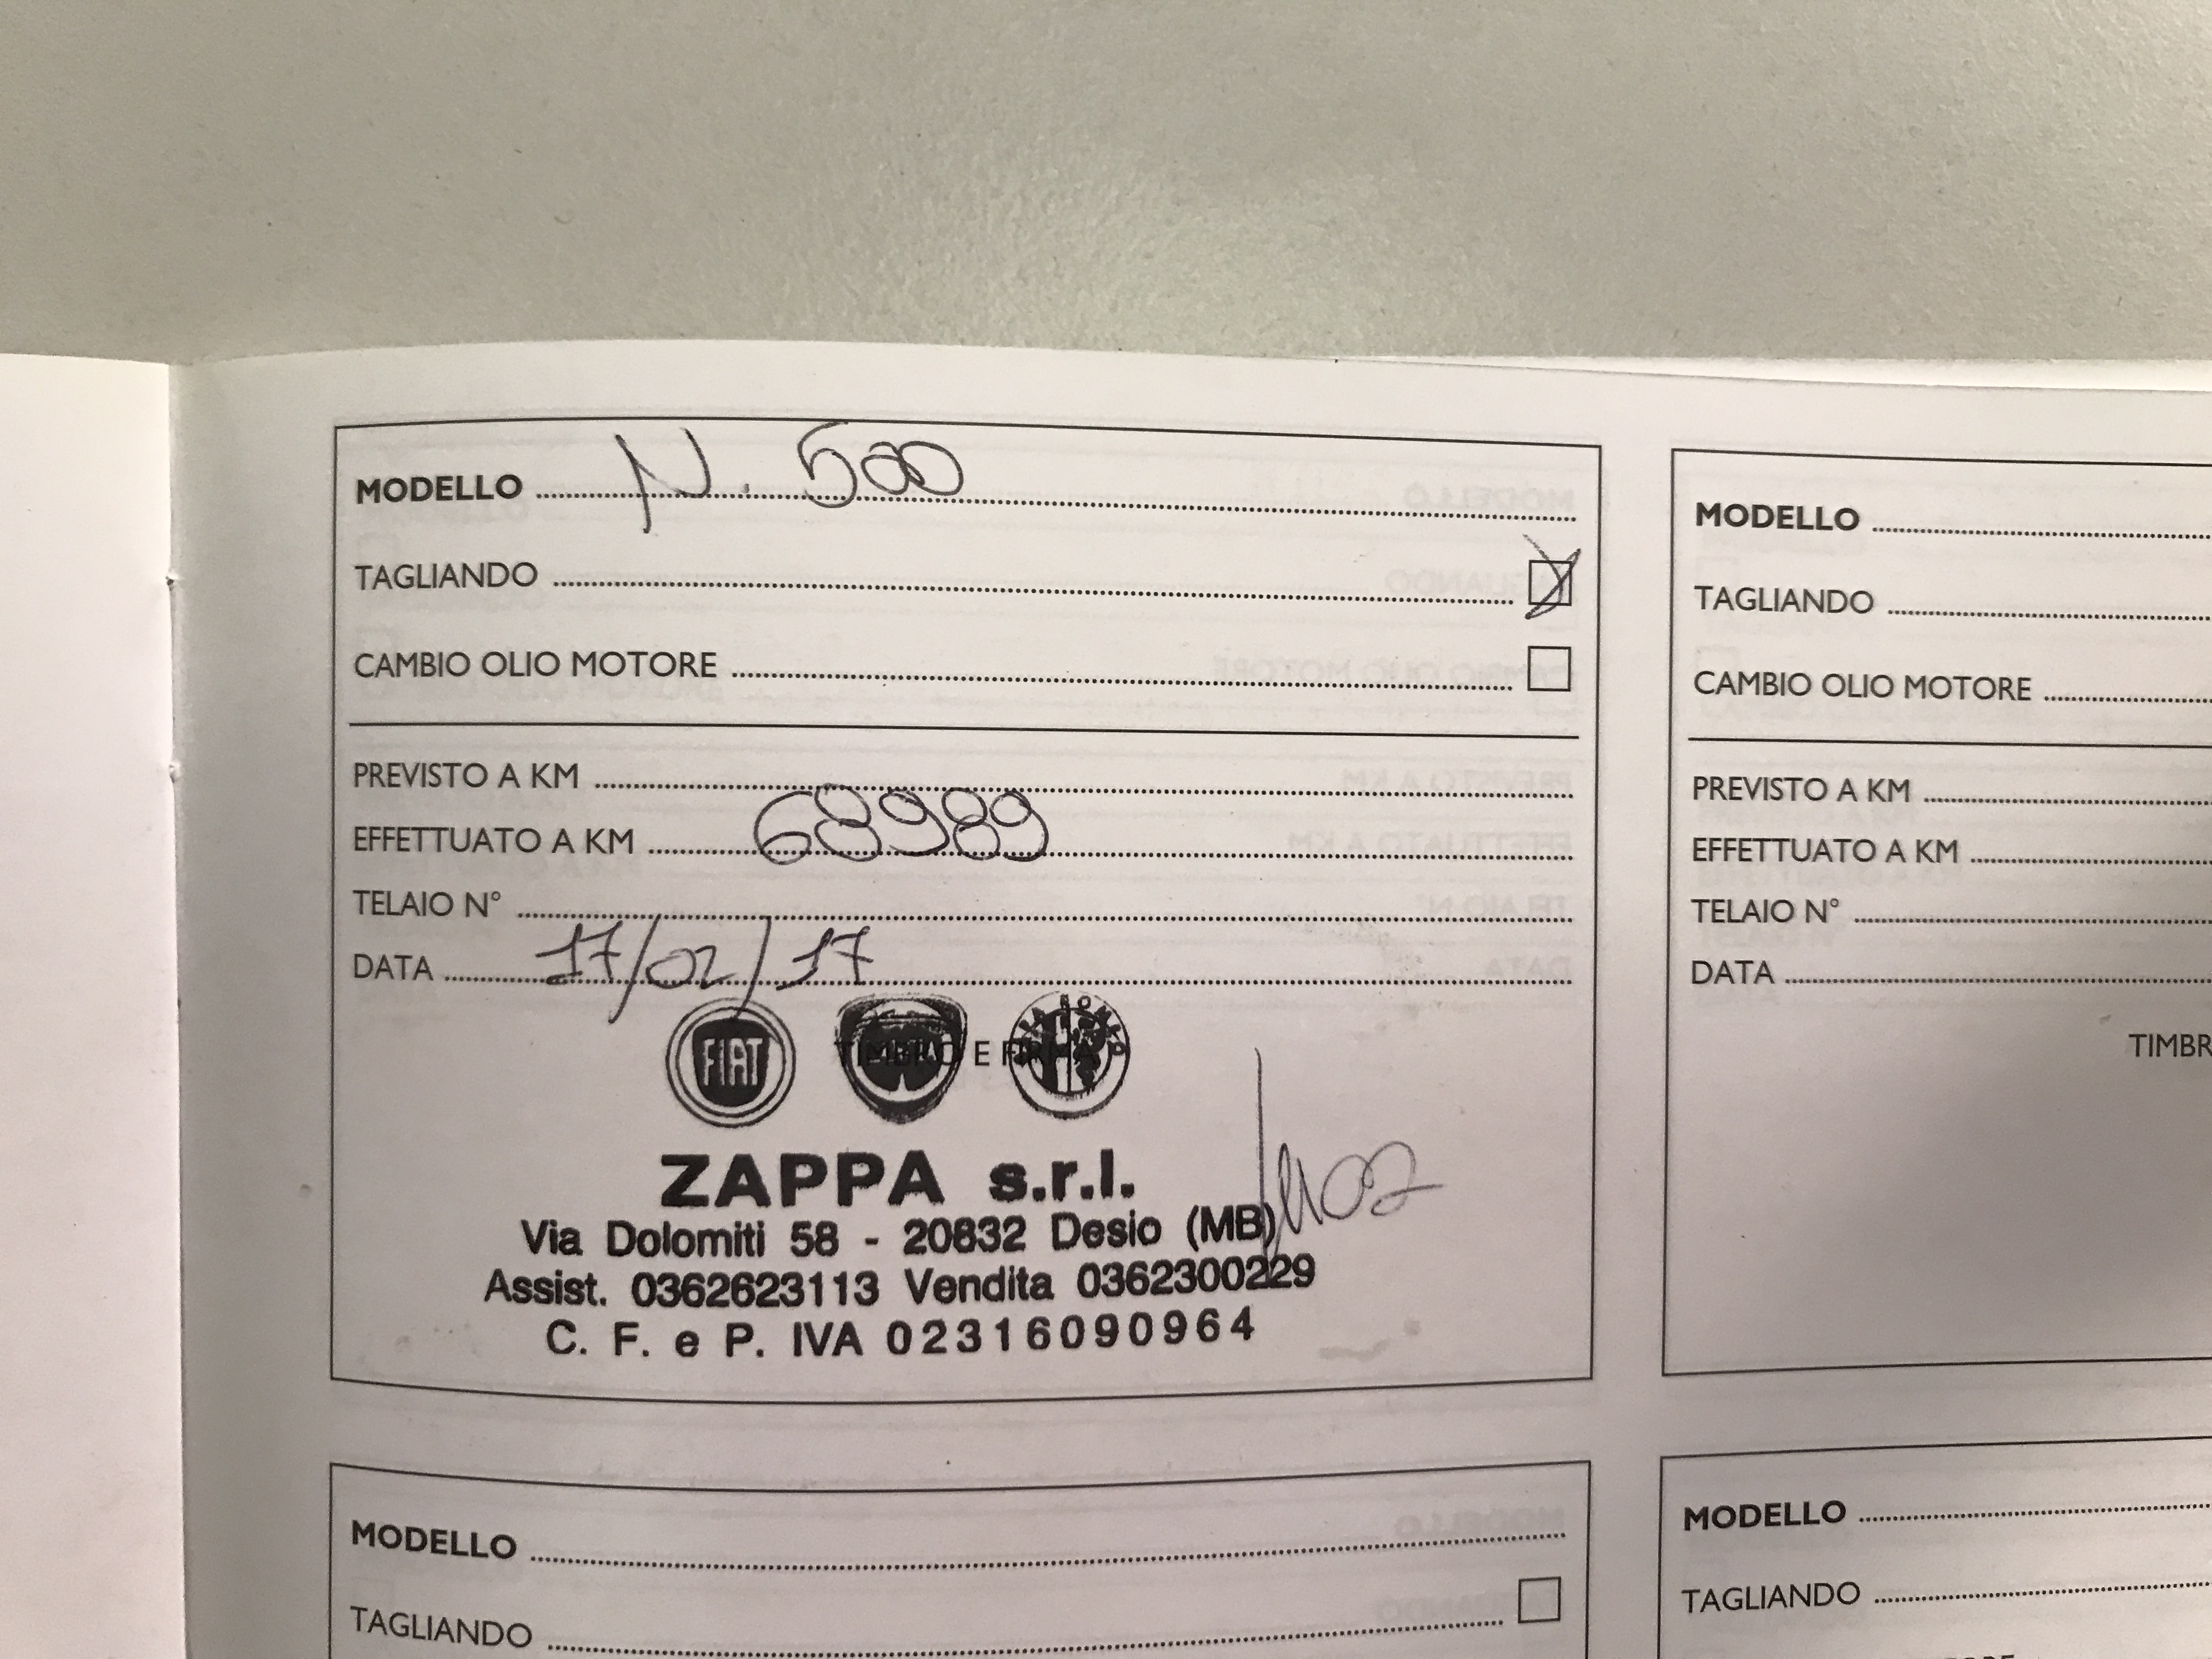 MODELLO N. 500
TAGLIANDO
CAMBIO OLIO MOTORE
PREVISTO A KM
EFFETTUATO A KM 68989
TELAIO N°
DATA 17/02/17
FIAT
TIMBRO E FIRMA
ZAPPA s.r.l.
Via Dolomiti 58 - 20832 Desio (MB)
Assist. 0362623113 Vendita 0362300229
C. F. e P. IVA 02316090964
MODELLO
TAGLIANDO
CAMBIO OLIO MOTORE
PREVISTO A KM
EFFETTUATO A KM
TELAIO N°
DATA
TIMBR
MODELLO
TAGLIANDO
MODELLO
TAGLIANDO